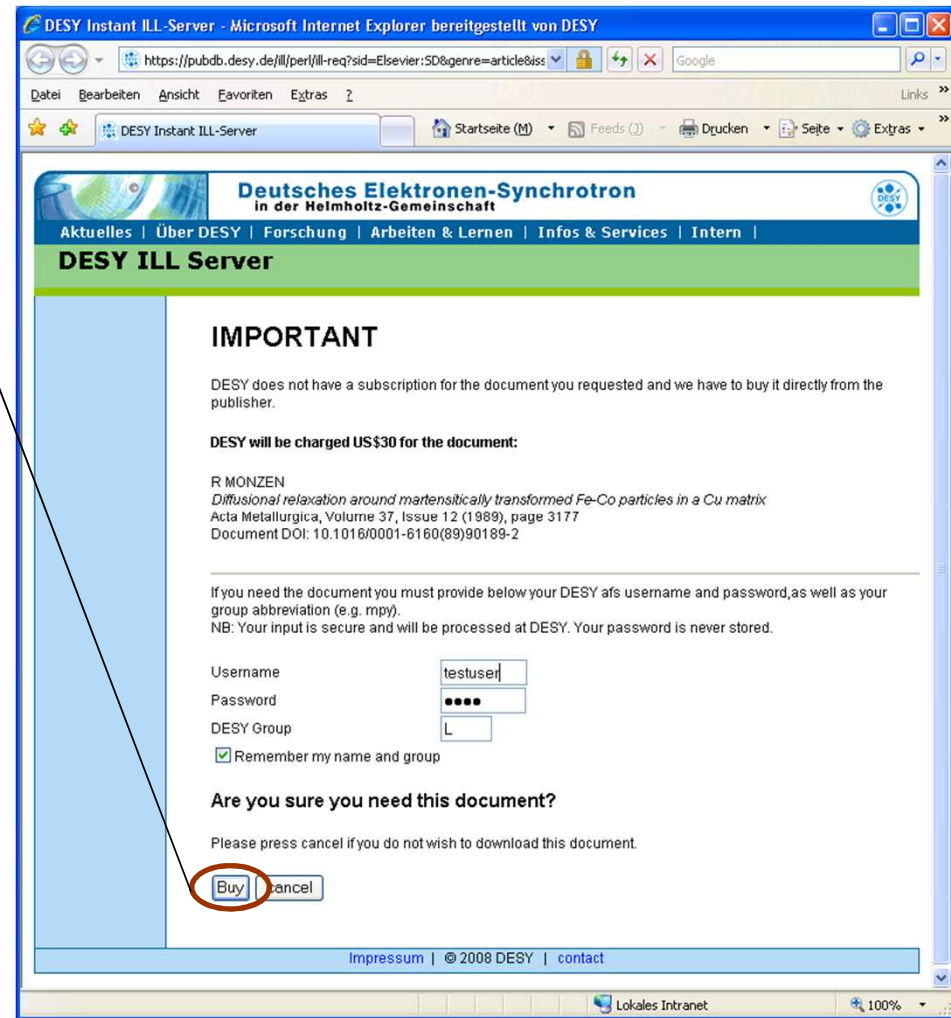 DESY Instant ILL-Server - Microsoft Internet Explorer bereitgestellt von DESY
https://pubdb.desy.de/ill/perl/ill-req?sid=Elsevier:SD&genre=article&iss
Google
Datei Bearbeiten Ansicht Favoriten Extras ? Links »
DESY Instant ILL-Server Startseite (M) Feeds (J) Drucken Seite Extras »
Deutsches Elektronen-Synchrotron
in der Helmholtz-Gemeinschaft
DESY
Aktuelles | Über DESY | Forschung | Arbeiten & Lernen | Infos & Services | Intern |
DESY ILL Server
IMPORTANT
DESY does not have a subscription for the document you requested and we have to buy it directly from the
publisher.
DESY will be charged US$30 for the document:
R MONZEN
Diffusional relaxation around martensitically transformed Fe-Co particles in a Cu matrix
Acta Metallurgica, Volume 37, Issue 12 (1989), page 3177
Document DOI: 10.1016/0001-6160(89)90189-2
If you need the document you must provide below your DESY afs username and password,as well as your
group abbreviation (e.g. mpy).
NB: Your input is secure and will be processed at DESY. Your password is never stored.
Username testuser
Password ••••
DESY Group L
Remember my name and group
Are you sure you need this document?
Please press cancel if you do not wish to download this document.
Buy cancel
Impressum | © 2008 DESY | contact
Lokales Intranet 100%